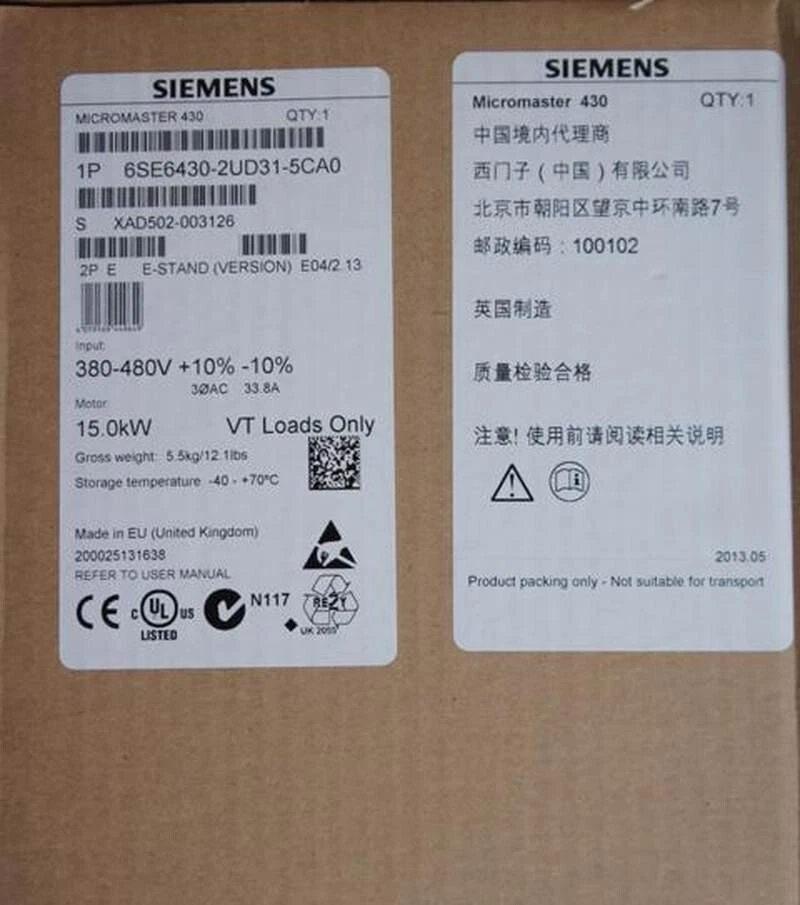 SIEMENS
MICROMASTER 430 QTY:1
1P 6SE6430-2UD31-5CA0
S XAD502-003126
2P E E-STAND (VERSION) E04/2.13
Input:
380-480V +10% -10%
3ØAC 33.8A
Motor:
15.0kW VT Loads Only
Gross weight: 5.5kg/12.1lbs
Storage temperature -40 - +70°C
Made in EU (United Kingdom)
200025131638
REFER TO USER MANUAL
CE C UL US LISTED N117 RE2Y
UK 2055
SIEMENS
Micromaster 430 QTY:1
中国境内代理商
西门子（中国）有限公司
北京市朝阳区望京中环南路7号
邮政编码：100102
英国制造
质量检验合格
注意! 使用前请阅读相关说明
2013.05
Product packing only - Not suitable for transport